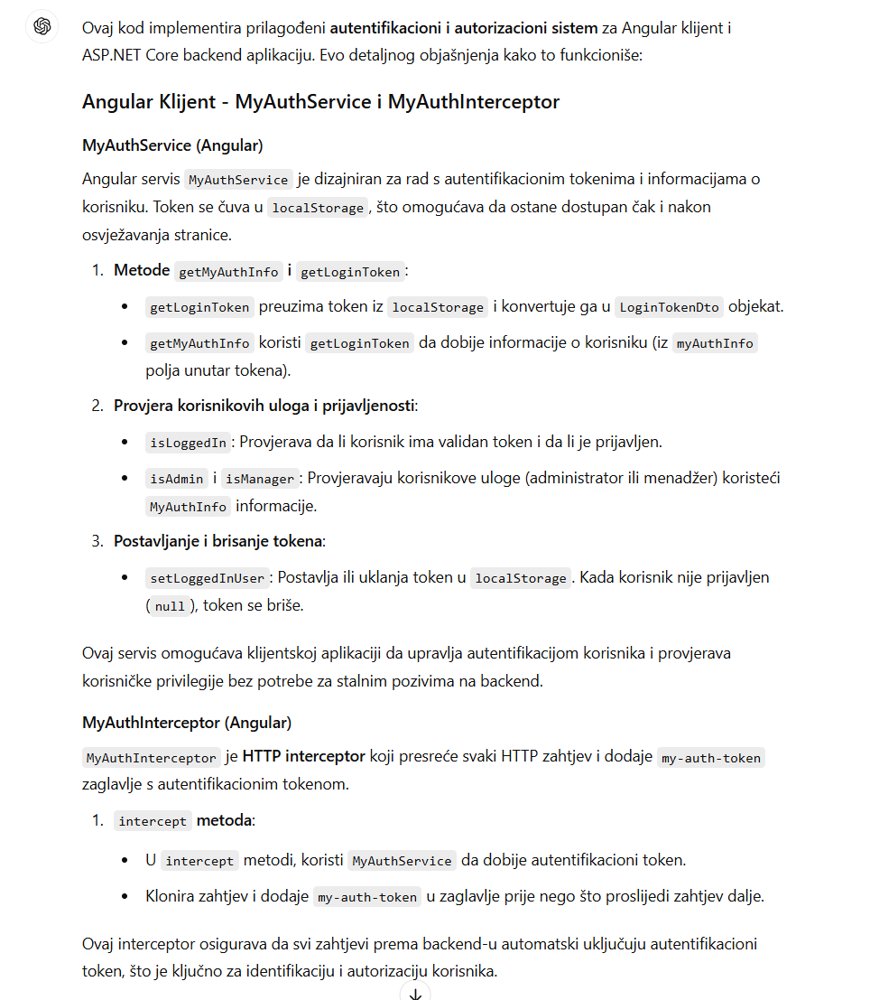 Ovaj kod implementira prilagođeni autentifikacioni i autorizacioni sistem za Angular klijent i
ASP.NET Core backend aplikaciju. Evo detaljnog objašnjenja kako to funkcioniše:
Angular Klijent - MyAuthService i MyAuthInterceptor
MyAuthService (Angular)
Angular servis MyAuthService je dizajniran za rad s autentifikacionim tokenima i informacijama o
korisniku. Token se čuva u localStorage, što omogućava da ostane dostupan čak i nakon
osvježavanja stranice.
1. Metode getMyAuthInfo i getLoginToken:
• getLoginToken preuzima token iz localStorage i konvertuje ga u LoginTokenDto objekat.
• getMyAuthInfo koristi getLoginToken da dobije informacije o korisniku (iz myAuthInfo
polja unutar tokena).
2. Provjera korisnikovih uloga i prijavljenosti:
• isLoggedIn: Provjerava da li korisnik ima validan token i da li je prijavljen.
• isAdmin i isManager: Provjeravaju korisnikove uloge (administrator ili menadžer) koristeći
MyAuthInfo informacije.
3. Postavljanje i brisanje tokena:
• setLoggedInUser: Postavlja ili uklanja token u localStorage. Kada korisnik nije prijavljen
(null), token se briše.
Ovaj servis omogućava klijentskoj aplikaciji da upravlja autentifikacijom korisnika i provjerava
korisničke privilegije bez potrebe za stalnim pozivima na backend.
MyAuthInterceptor (Angular)
MyAuthInterceptor je HTTP interceptor koji presreće svaki HTTP zahtjev i dodaje my-auth-token
zaglavlje s autentifikacionim tokenom.
1. intercept metoda:
• U intercept metodi, koristi MyAuthService da dobije autentifikacioni token.
• Klonira zahtjev i dodaje my-auth-token u zaglavlje prije nego što proslijedi zahtjev dalje.
Ovaj interceptor osigurava da svi zahtjevi prema backend-u automatski uključuju autentifikacioni
token, što je ključno za identifikaciju i autorizaciju korisnika.